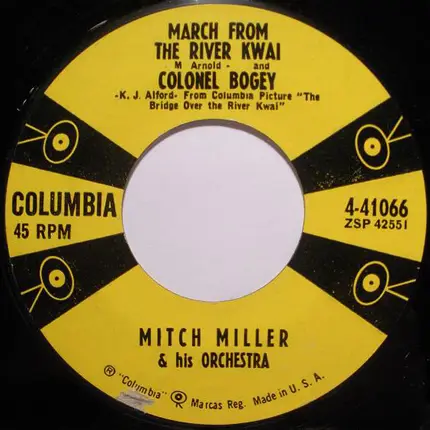 MARCH FROM
THE RIVER KWAI
M Arnold - and
COLONEL BOGEY
-K. J. Alford- From Columbia Picture "The
Bridge Over the River Kwai"
COLUMBIA
45 RPM
4-41066
ZSP 42551
MITCH MILLER
& his ORCHESTRA
® "Columbia" Marcas Reg. Made in U. S. A.